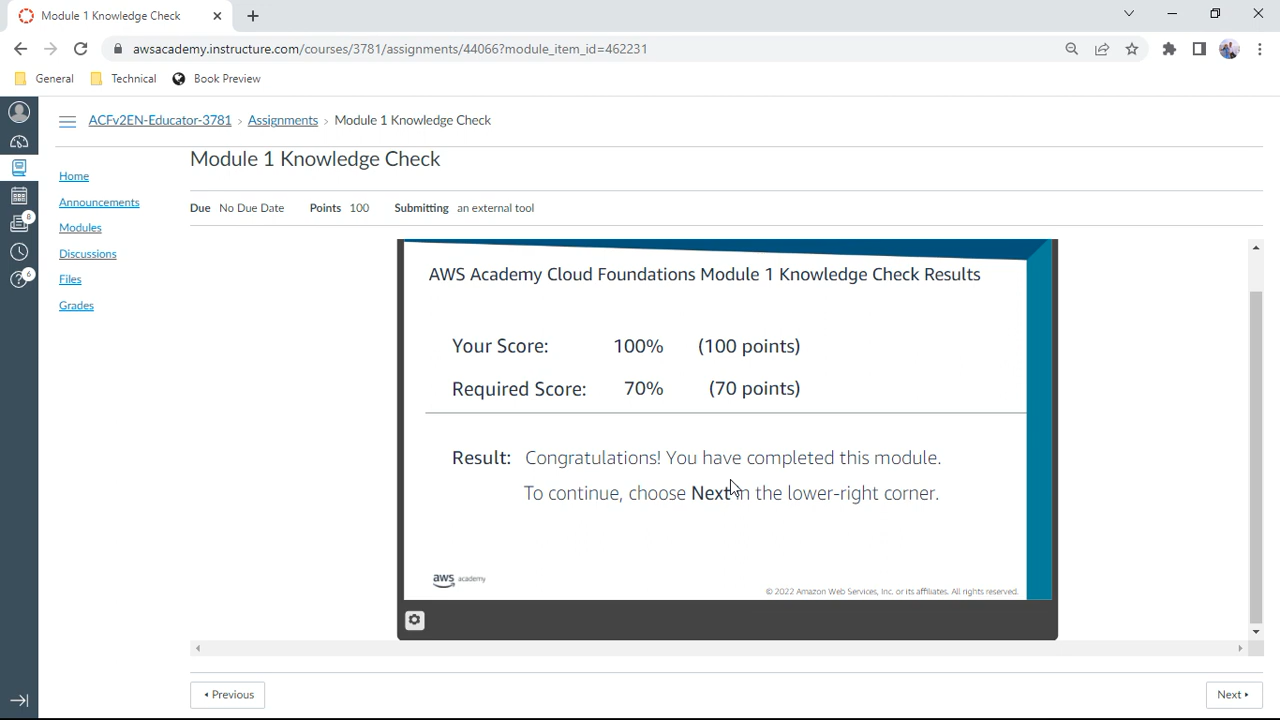 Module 1 Knowledge Check
awsacademy.instructure.com/courses/3781/assignments/44066?module_item_id=462231
General Technical Book Preview
ACFv2EN-Educator-3781 › Assignments › Module 1 Knowledge Check
Module 1 Knowledge Check
Home
Announcements
Modules
Discussions
Files
Grades
8
6
Due No Due Date Points 100 Submitting an external tool
AWS Academy Cloud Foundations Module 1 Knowledge Check Results
Your Score: 100% (100 points)
Required Score: 70% (70 points)
Result: Congratulations! You have completed this module.
To continue, choose Next in the lower-right corner.
aws academy
© 2022 Amazon Web Services, Inc. or its affiliates. All rights reserved.
Previous
Next